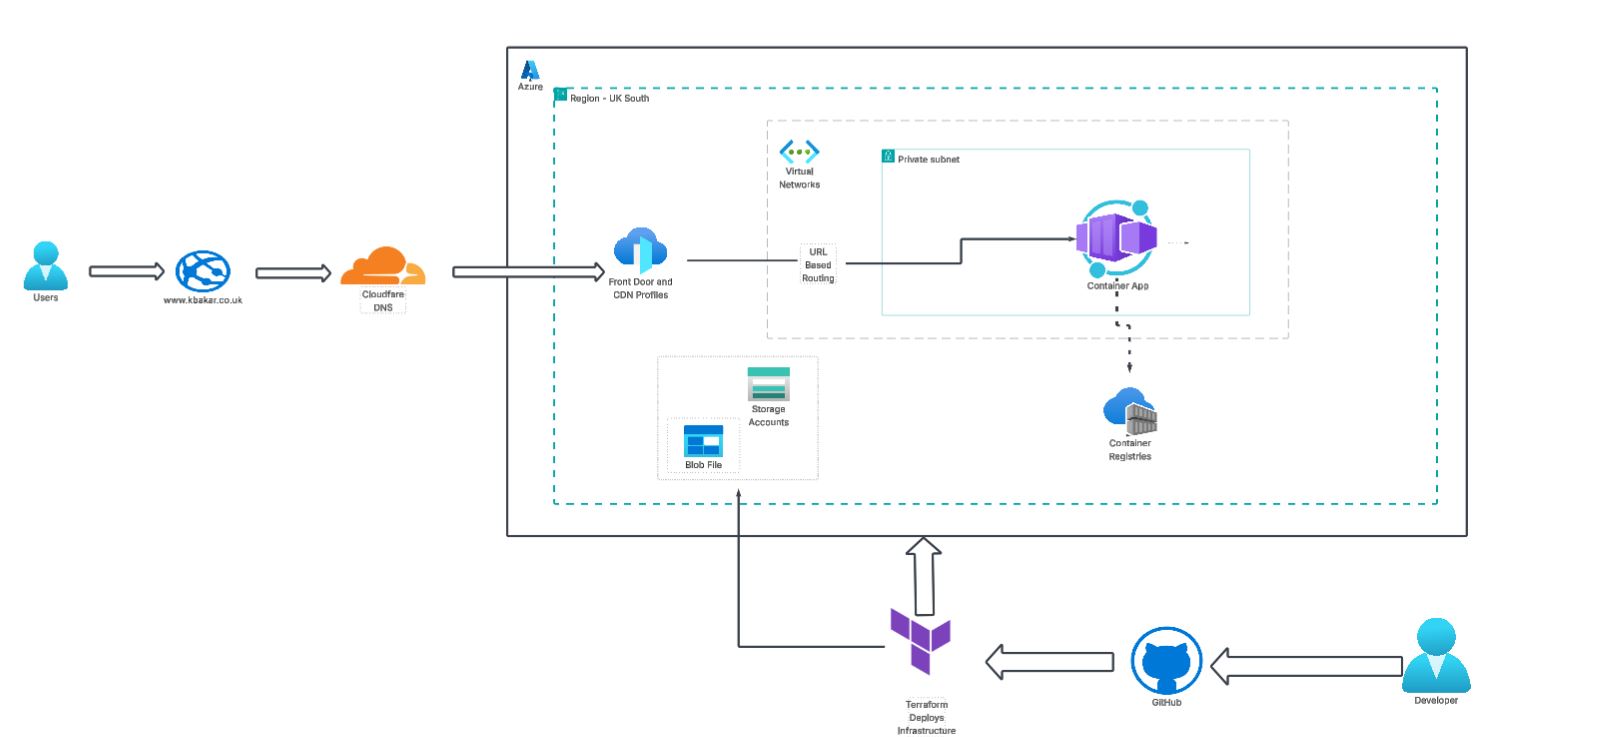 Azure
Region - UK South
Private subnet
Virtual
Networks
URL
Based
Routing
Users
www.kbakar.co.uk
Cloudfare
DNS
Front Door and
CDN Profiles
Container App
Storage
Accounts
Blob File
Container
Registries
Terraform
Deploys
Infrastructure
GitHub
Developer